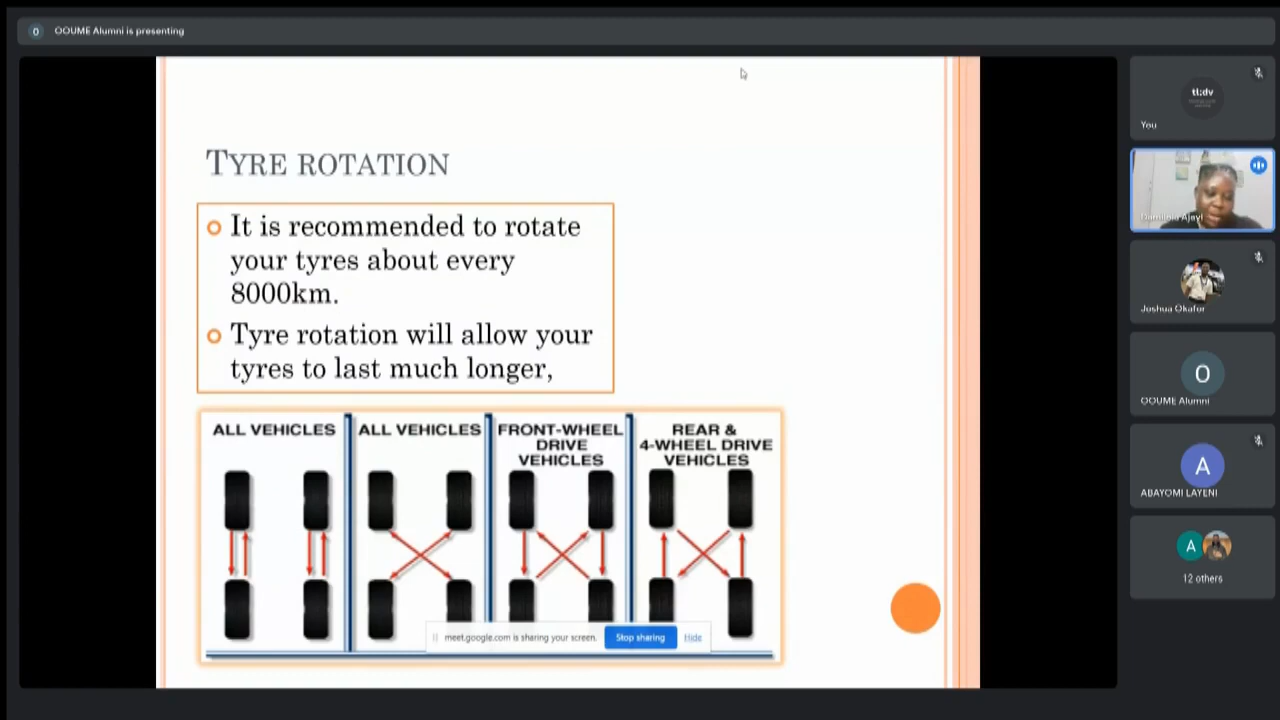 O OOUME Alumni is presenting
TYRE ROTATION
It is recommended to rotate
your tyres about every
8000km.
Tyre rotation will allow your
tyres to last much longer,
ALL VEHICLES
ALL VEHICLES
FRONT-WHEEL
DRIVE
VEHICLES
REAR &
4-WHEEL DRIVE
VEHICLES
meet.google.com is sharing your screen. Stop sharing Hide
tl;dv
You
Damilola Ajayi
Joshua Okafor
O
OOUME Alumni
A
ABAYOMI LAYENI
A
12 others